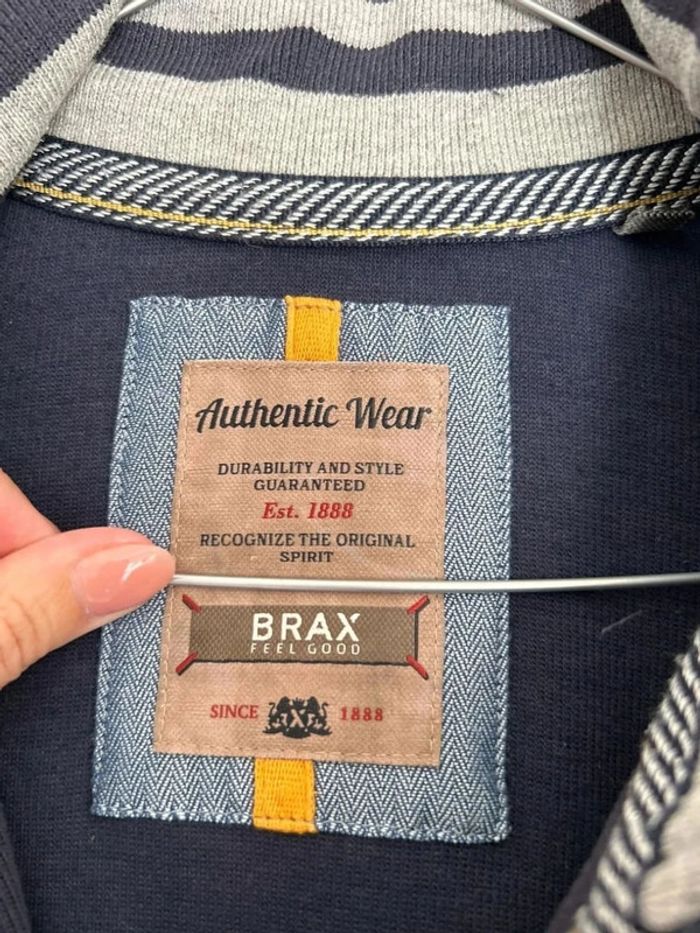 Authentic Wear
DURABILITY AND STYLE
GUARANTEED
Est. 1888
RECOGNIZE THE ORIGINAL
SPIRIT
BRAX
FEEL GOOD
SINCE X 1888